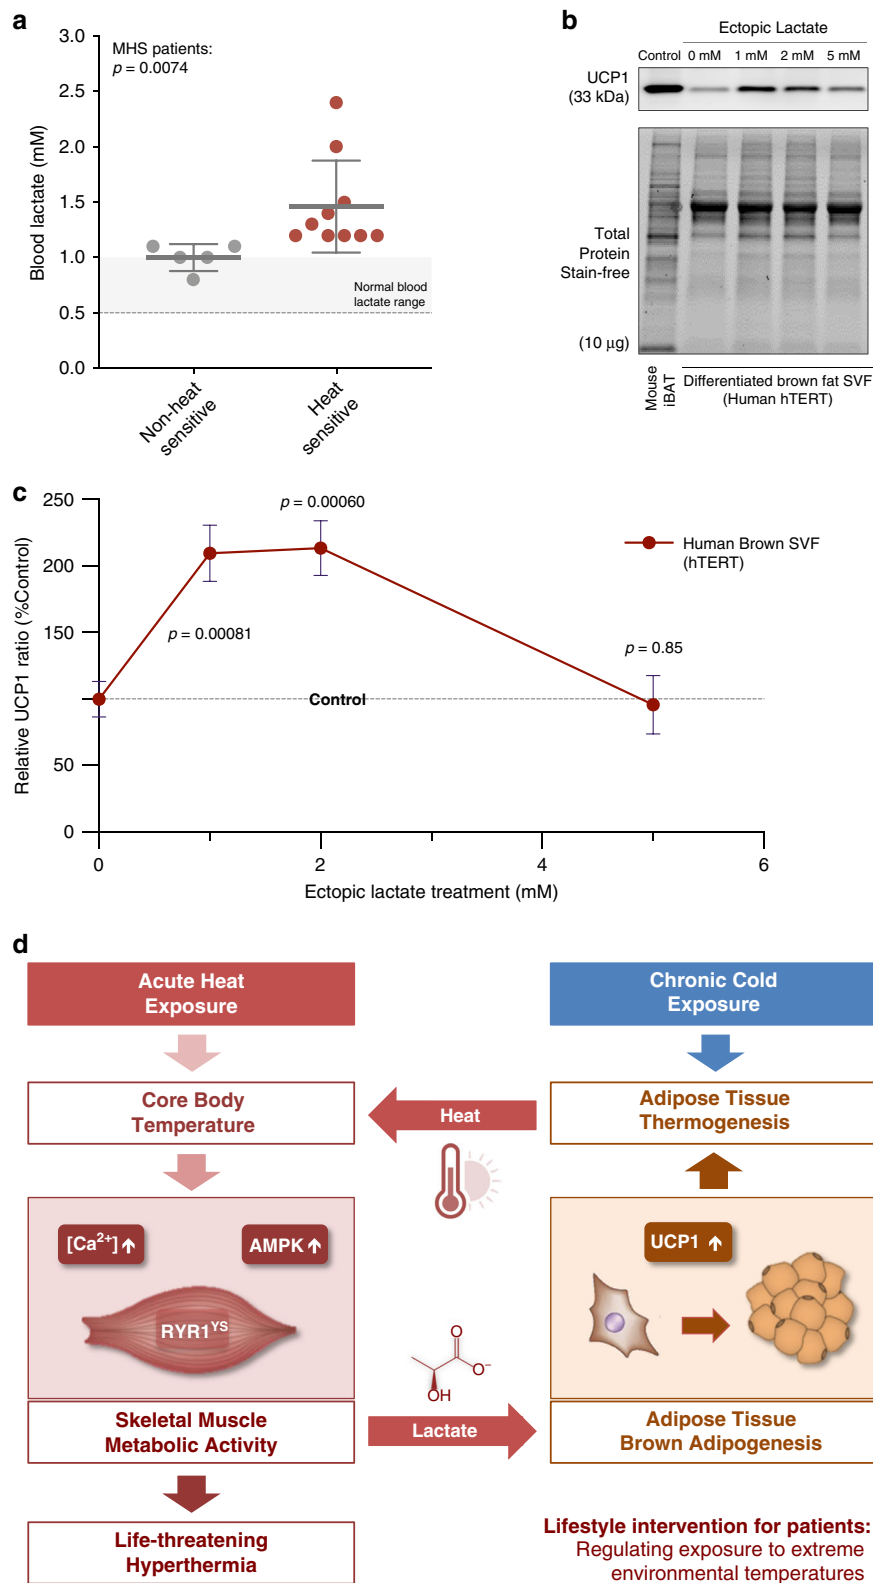 a
3.0
2.5
2.0
1.5
1.0
0.5
0.0
Blood lactate (mM)
MHS patients:
p = 0.0074
Normal blood
lactate range
Non-heat
sensitive
Heat
sensitive
b
Ectopic Lactate
Control 0 mM 1 mM 2 mM 5 mM
UCP1
(33 kDa)
Total
Protein
Stain-free
(10 µg)
Mouse
iBAT
Differentiated brown fat SVF
(Human hTERT)
c
250
200
150
50
0
Relative UCP1 ratio (%Control)
p = 0.00060
p = 0.00081
p = 0.85
Control
Human Brown SVF
(hTERT)
0 2 4 6
Ectopic lactate treatment (mM)
d
Acute Heat
Exposure
Chronic Cold
Exposure
Core Body
Temperature
Heat
Adipose Tissue
Thermogenesis
[Ca²⁺] ↑
AMPK ↑
UCP1 ↑
RYR1ʸˢ
O
O⁻
OH
Skeletal Muscle
Metabolic Activity
Lactate
Adipose Tissue
Brown Adipogenesis
Life-threatening
Hyperthermia
Lifestyle intervention for patients:
Regulating exposure to extreme
environmental temperatures